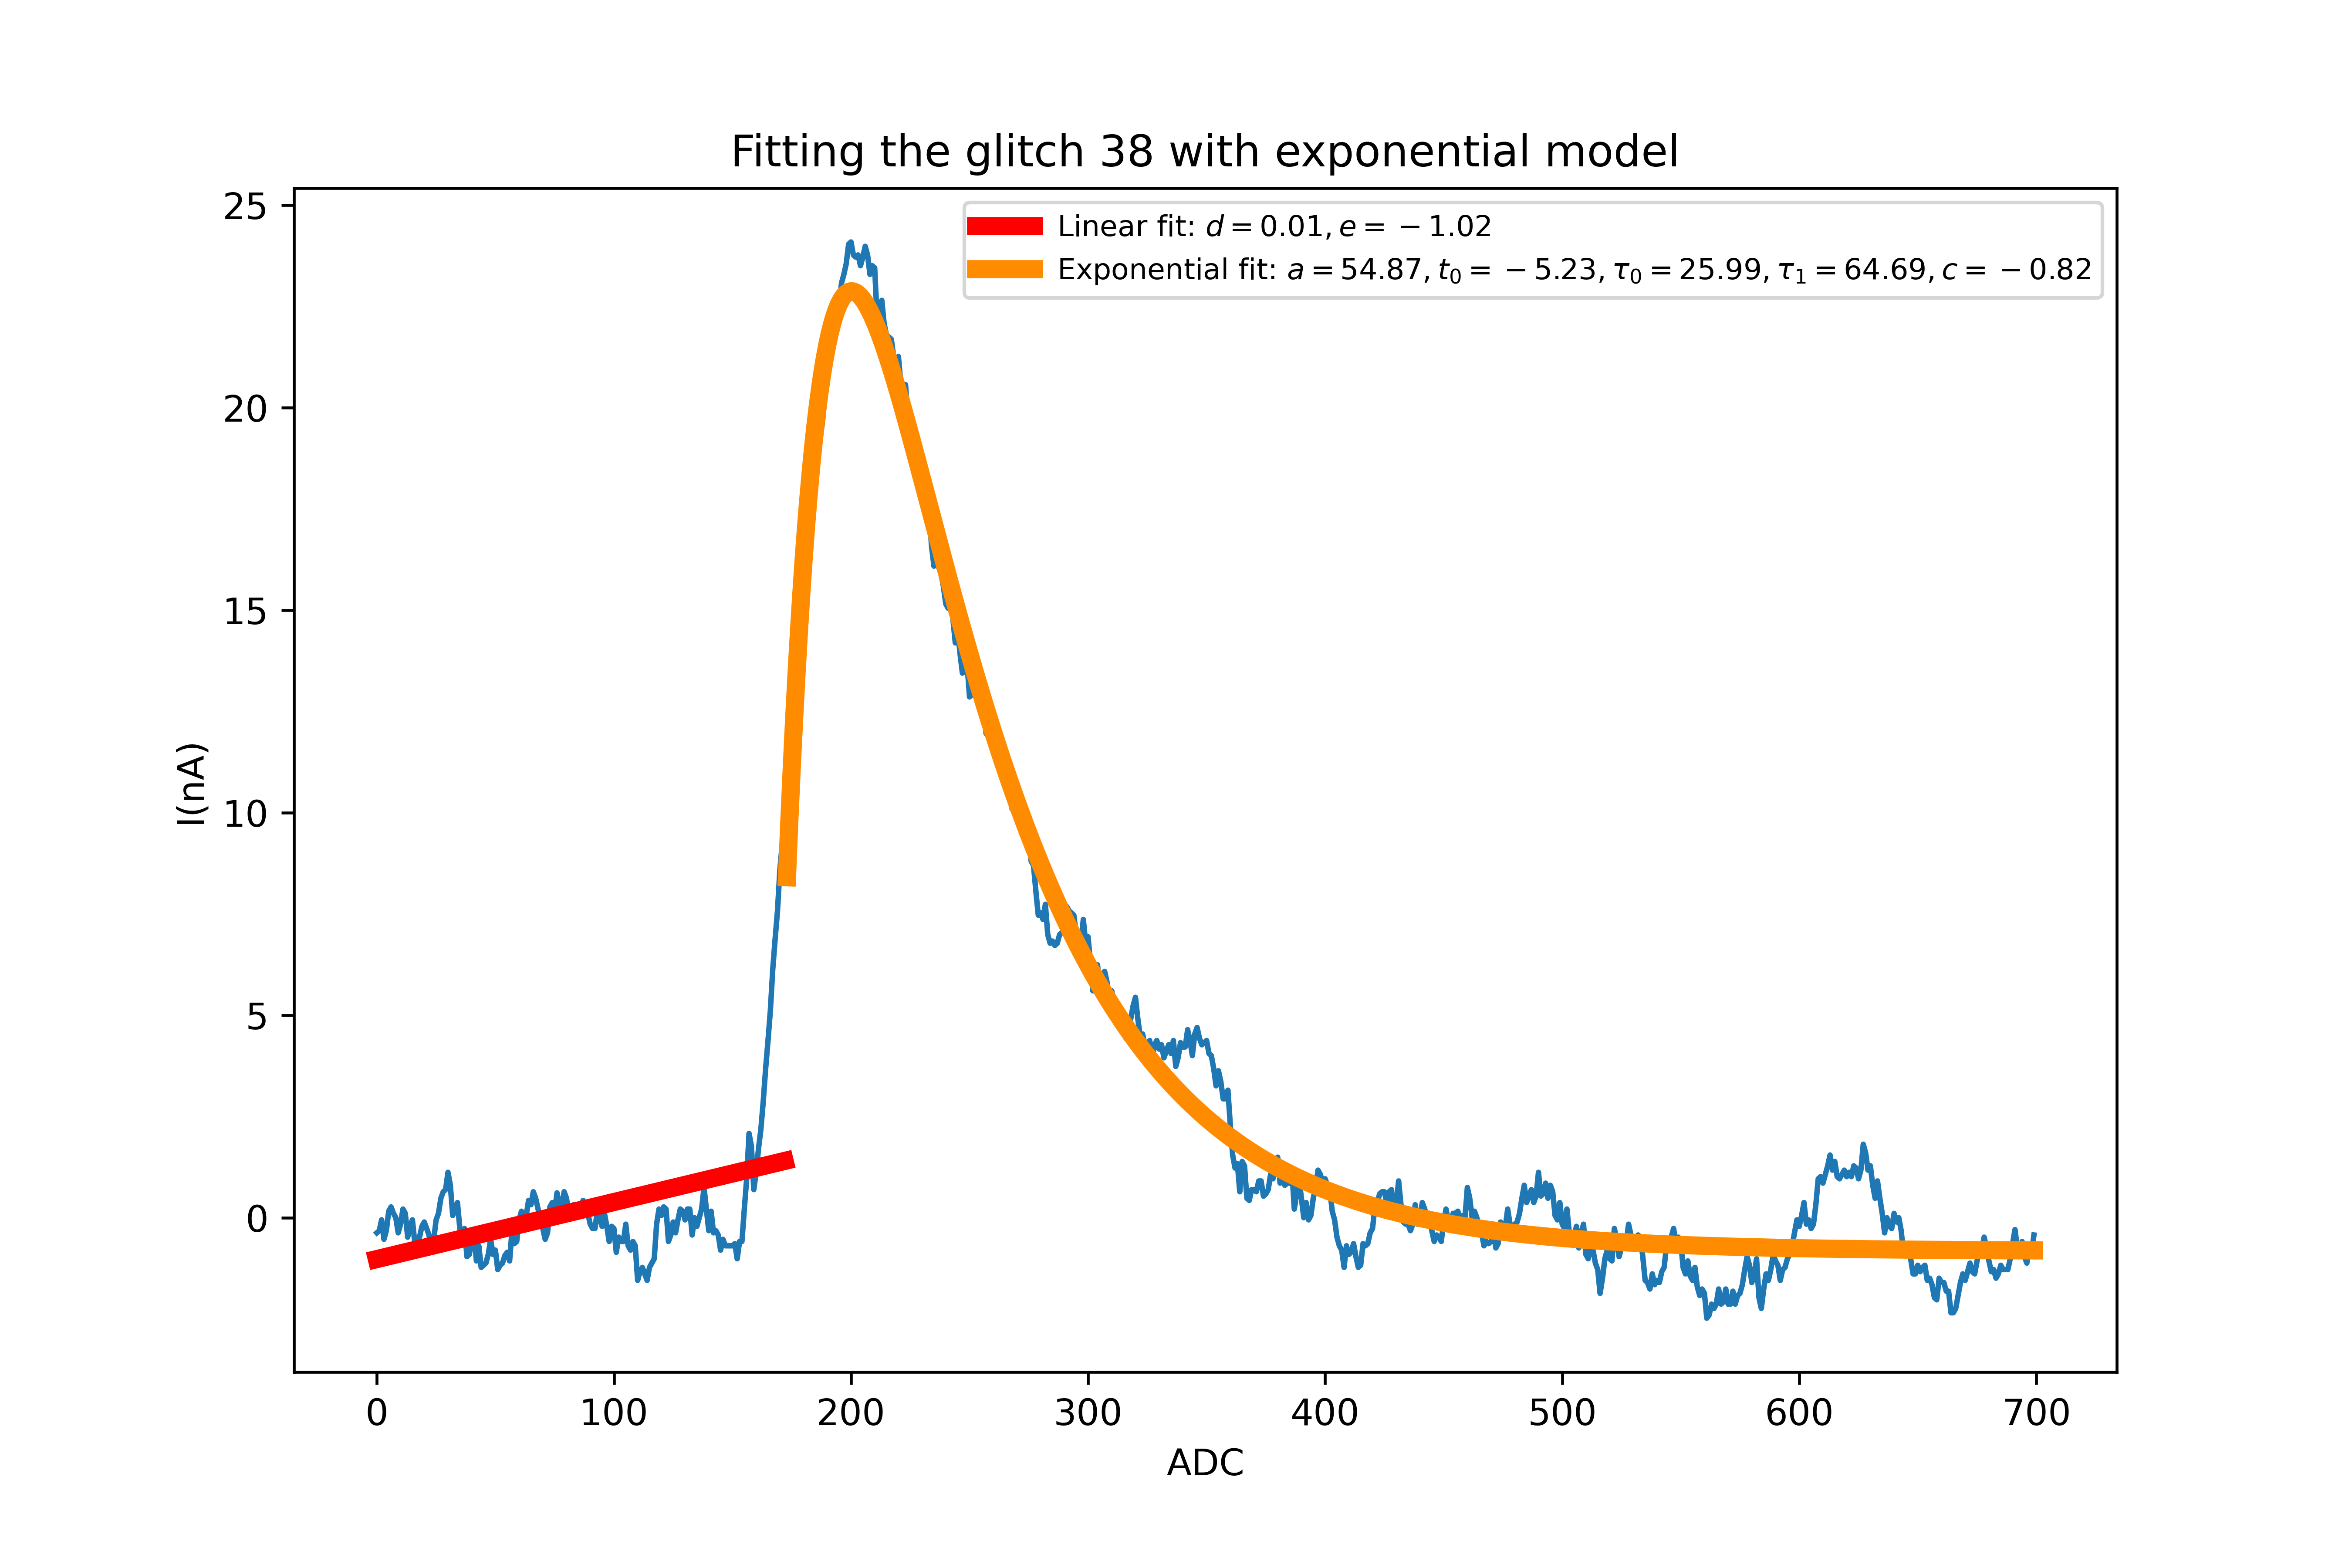 Fitting the glitch 38 with exponential model
Linear fit: d = 0.01, e = −1.02
Exponential fit: a = 54.87, t₀ = −5.23, τ₀ = 25.99, τ₁ = 64.69, c = −0.82
25
20
15
10
5
0
I(nA)
0 100 200 300 400 500 600 700
ADC